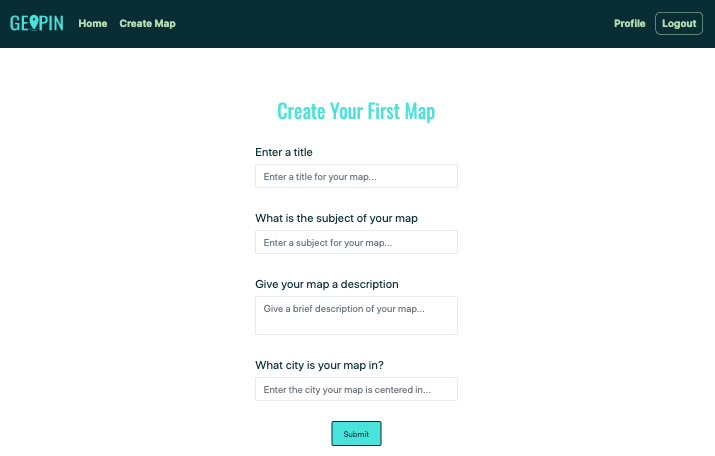 GEOPIN Home Create Map Profile Logout
Create Your First Map
Enter a title
Enter a title for your map...
What is the subject of your map
Enter a subject for your map...
Give your map a description
Give a brief description of your map...
What city is your map in?
Enter the city your map is centered in...
Submit